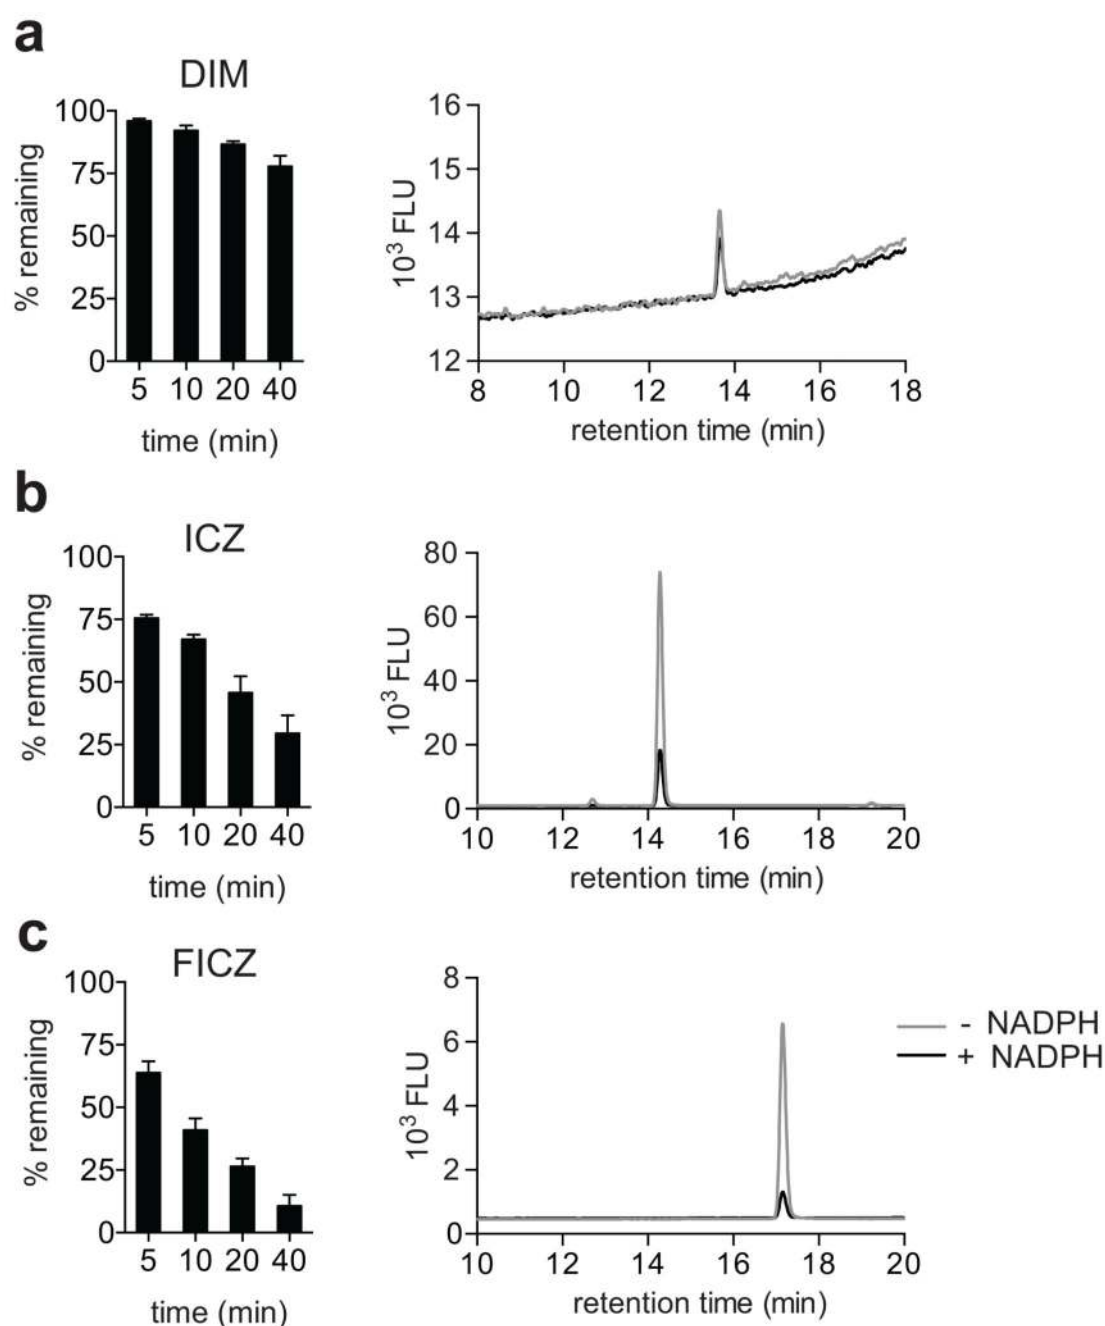 a
DIM
% remaining
100
75
50
25
0
5 10 20 40
time (min)
10³ FLU
16
15
14
13
12
8 10 12 14 16 18
retention time (min)
b
ICZ
% remaining
100
75
50
25
0
5 10 20 40
time (min)
10³ FLU
80
60
40
20
0
10 12 14 16 18 20
retention time (min)
c
FICZ
% remaining
100
75
50
25
0
5 10 20 40
time (min)
10³ FLU
8
6
4
2
0
10 12 14 16 18 20
retention time (min)
- NADPH
+ NADPH